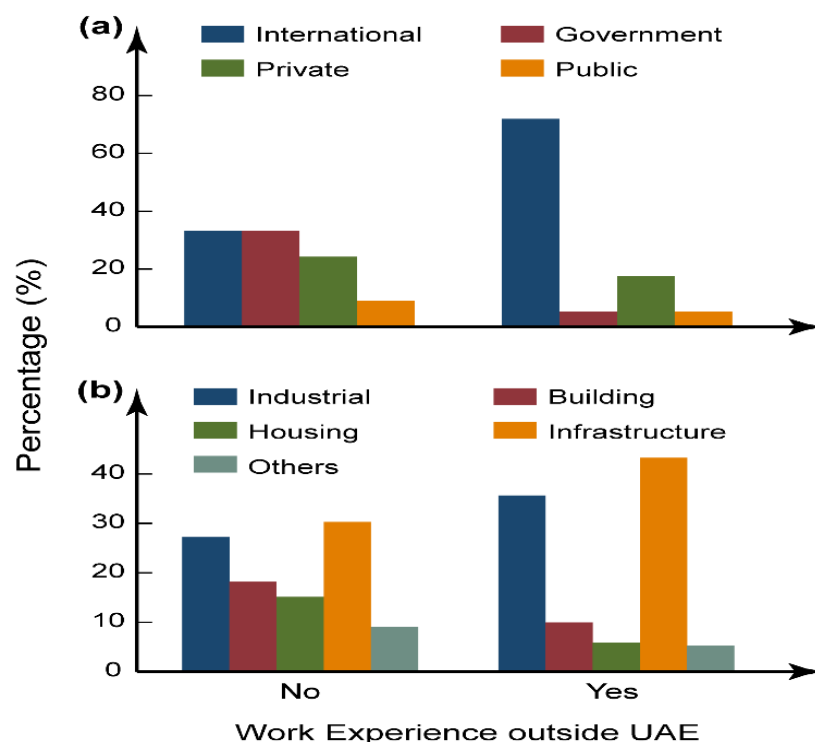 (a)
International Government
Private Public
80
60
40
20
0
Percentage (%)
(b)
Industrial Building
Housing Infrastructure
Others
40
30
20
10
0
No Yes
Work Experience outside UAE